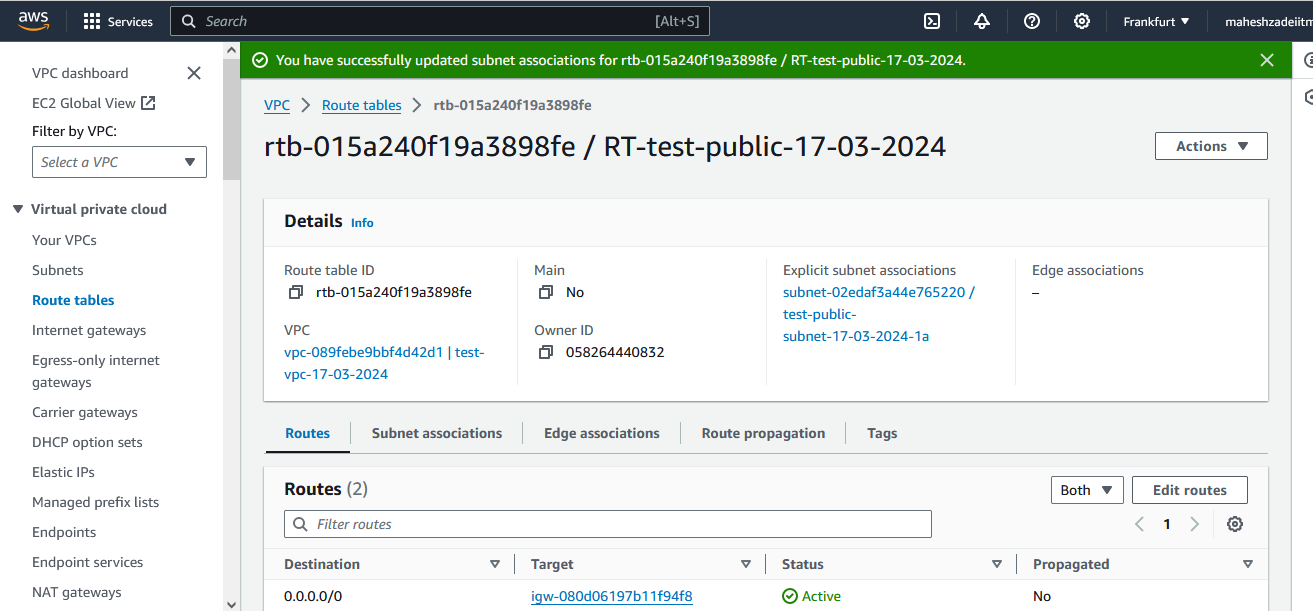 aws
Services
Search
[Alt+S]
Frankfurt
maheshzadeiitm
VPC dashboard
EC2 Global View
Filter by VPC:
Select a VPC
Virtual private cloud
Your VPCs
Subnets
Route tables
Internet gateways
Egress-only internet
gateways
Carrier gateways
DHCP option sets
Elastic IPs
Managed prefix lists
Endpoints
Endpoint services
NAT gateways
You have successfully updated subnet associations for rtb-015a240f19a3898fe / RT-test-public-17-03-2024.
VPC > Route tables > rtb-015a240f19a3898fe
rtb-015a240f19a3898fe / RT-test-public-17-03-2024
Actions
Details Info
Route table ID
rtb-015a240f19a3898fe
VPC
vpc-089febe9bbf4d42d1 | test-
vpc-17-03-2024
Main
No
Owner ID
058264440832
Explicit subnet associations
subnet-02edaf3a44e765220 /
test-public-
subnet-17-03-2024-1a
Edge associations
–
Routes
Subnet associations
Edge associations
Route propagation
Tags
Routes (2)
Both
Edit routes
Filter routes
1
Destination Target Status Propagated
0.0.0.0/0 igw-080d06197b11f94f8 Active No